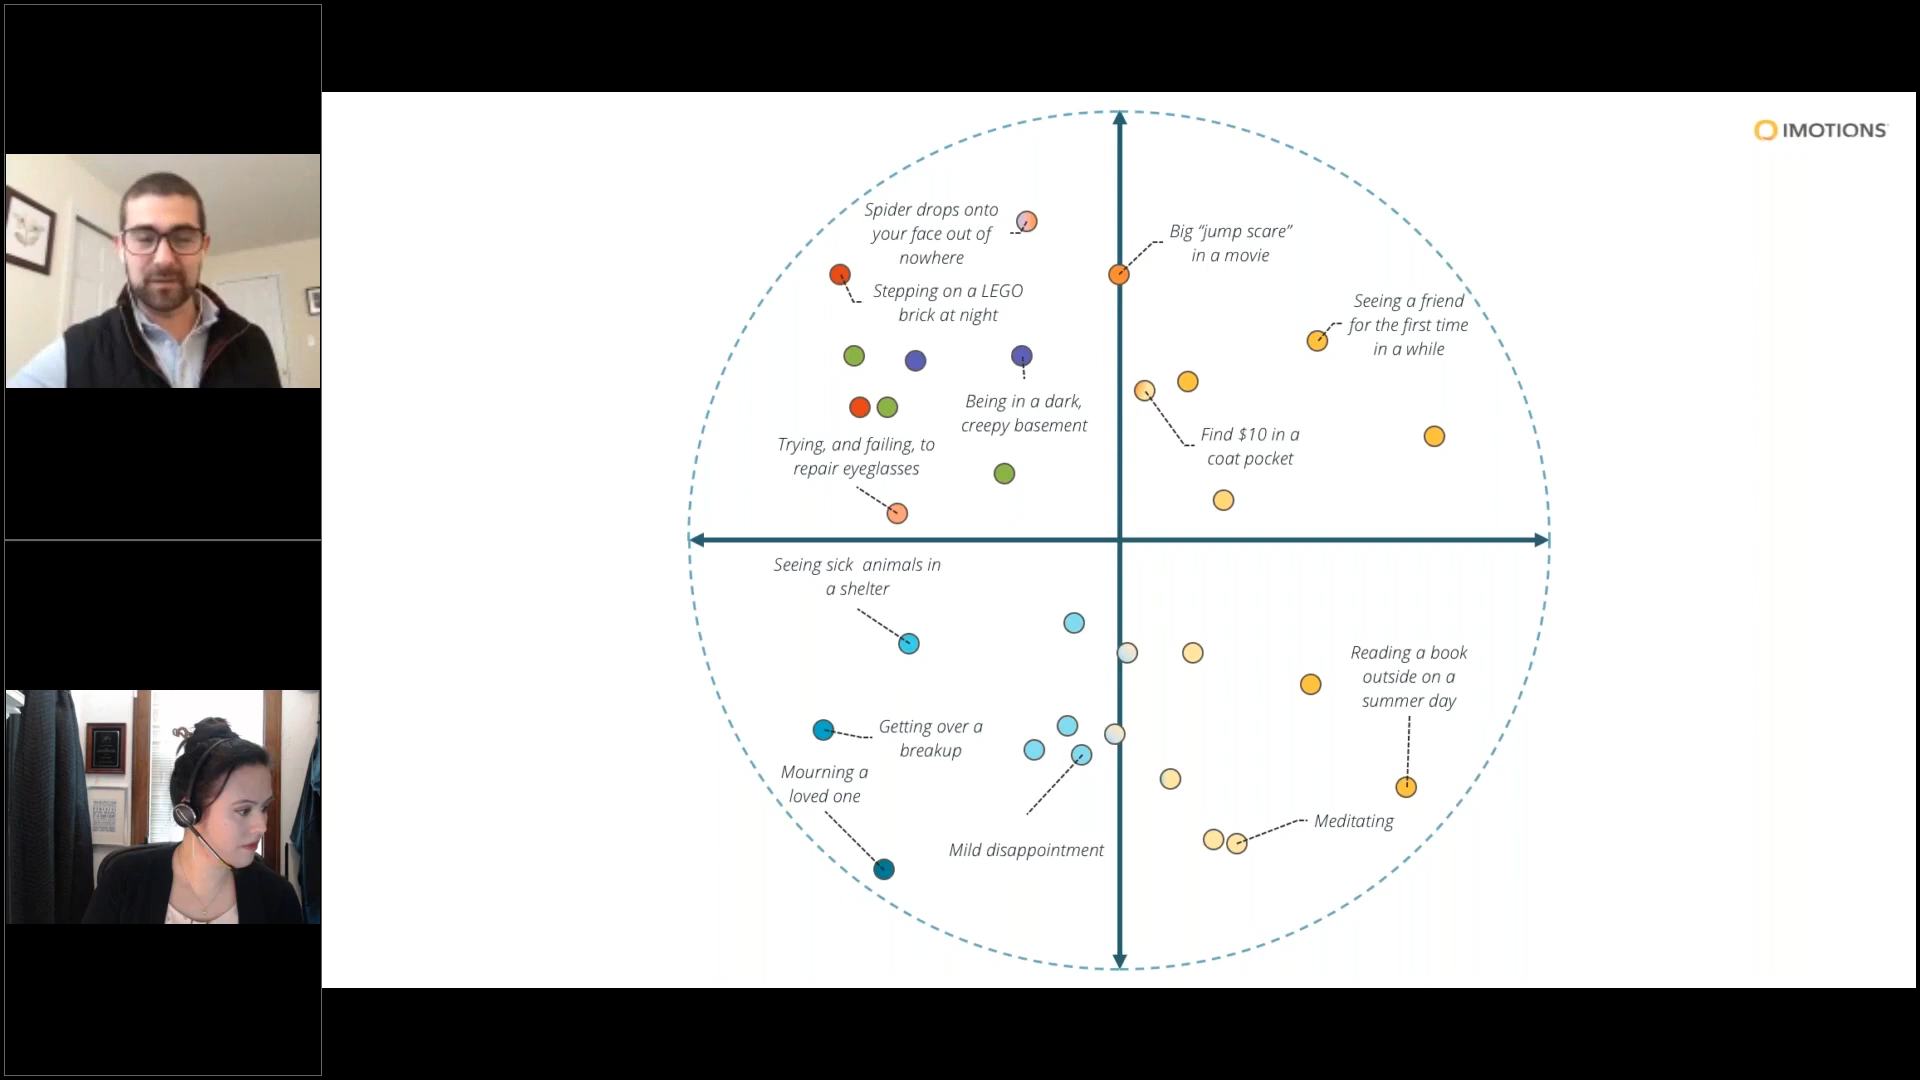 IMOTIONS
Spider drops onto
your face out of
nowhere
Big “jump scare”
in a movie
Stepping on a LEGO
brick at night
Seeing a friend
for the first time
in a while
Being in a dark,
creepy basement
Find $10 in a
coat pocket
Trying, and failing, to
repair eyeglasses
Seeing sick  animals in
a shelter
Reading a book
outside on a
summer day
Getting over a
breakup
Mourning a
loved one
Meditating
Mild disappointment